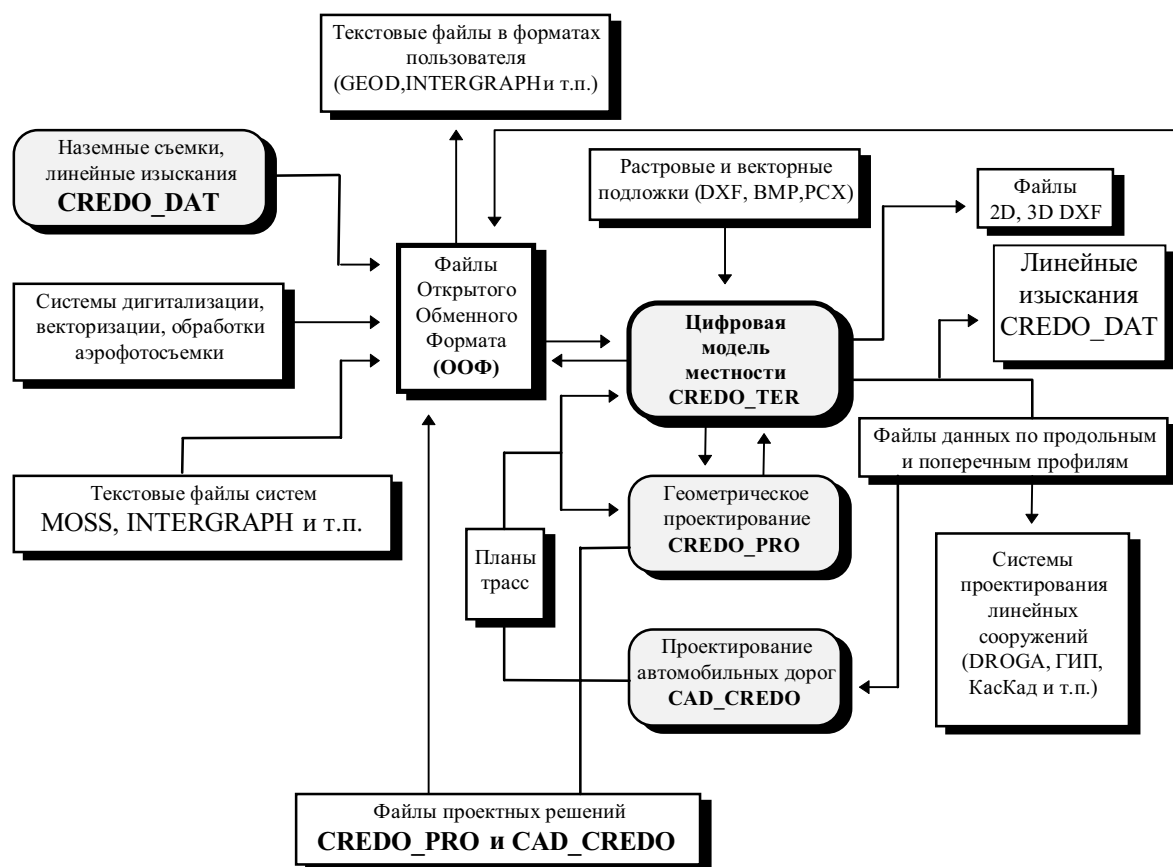 Текстовые файлы в форматах
пользователя
(GEOD,INTERGRAPH и т.п.)
Наземные съемки,
линейные изыскания
CREDO_DAT
Растровые и векторные
подложки (DXF, BMP,PCX)
Файлы
2D, 3D DXF
Линейные
изыскания
CREDO_DAT
Системы дигитализации,
векторизации, обработки
аэрофотосъемки
Файлы
Открытого
Обменного
Формата
(ООФ)
Цифровая
модель
местности
CREDO_TER
Файлы данных по продольным
и поперечным профилям
Текстовые файлы систем
MOSS, INTERGRAPH и т.п.
Геометрическое
проектирование
CREDO_PRO
Планы
трасс
Системы
проектирования
линейных
сооружений
(DROGA, ГИП,
КасКад и т.п.)
Проектирование
автомобильных дорог
CAD_CREDO
Файлы проектных решений
CREDO_PRO и CAD_CREDO